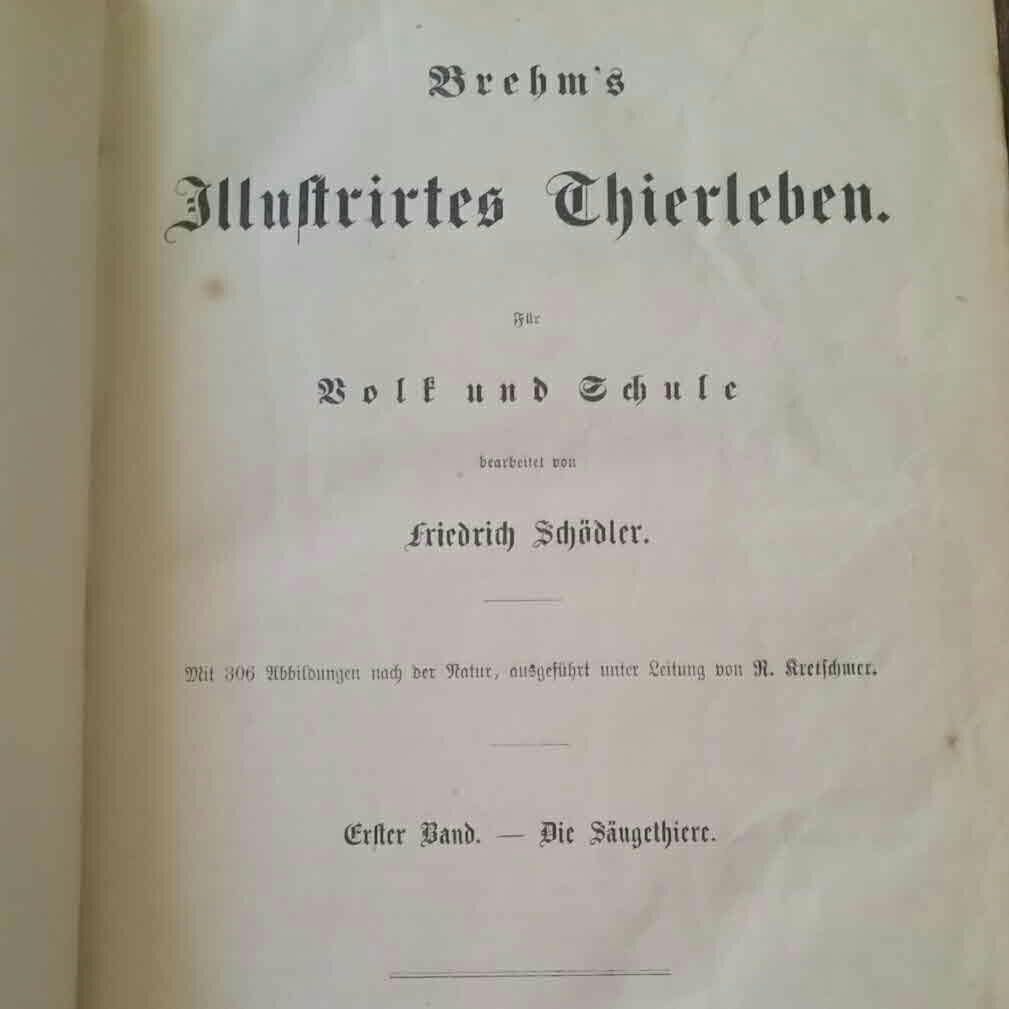 Brehm's
Illustrirtes Thierleben.
Für
Volk und Schule
bearbeitet von
Friedrich Schödler.
Mit 306 Abbildungen nach der Natur, ausgeführt unter Leitung von R. Kretschmer.
Erster Band. — Die Säugethiere.